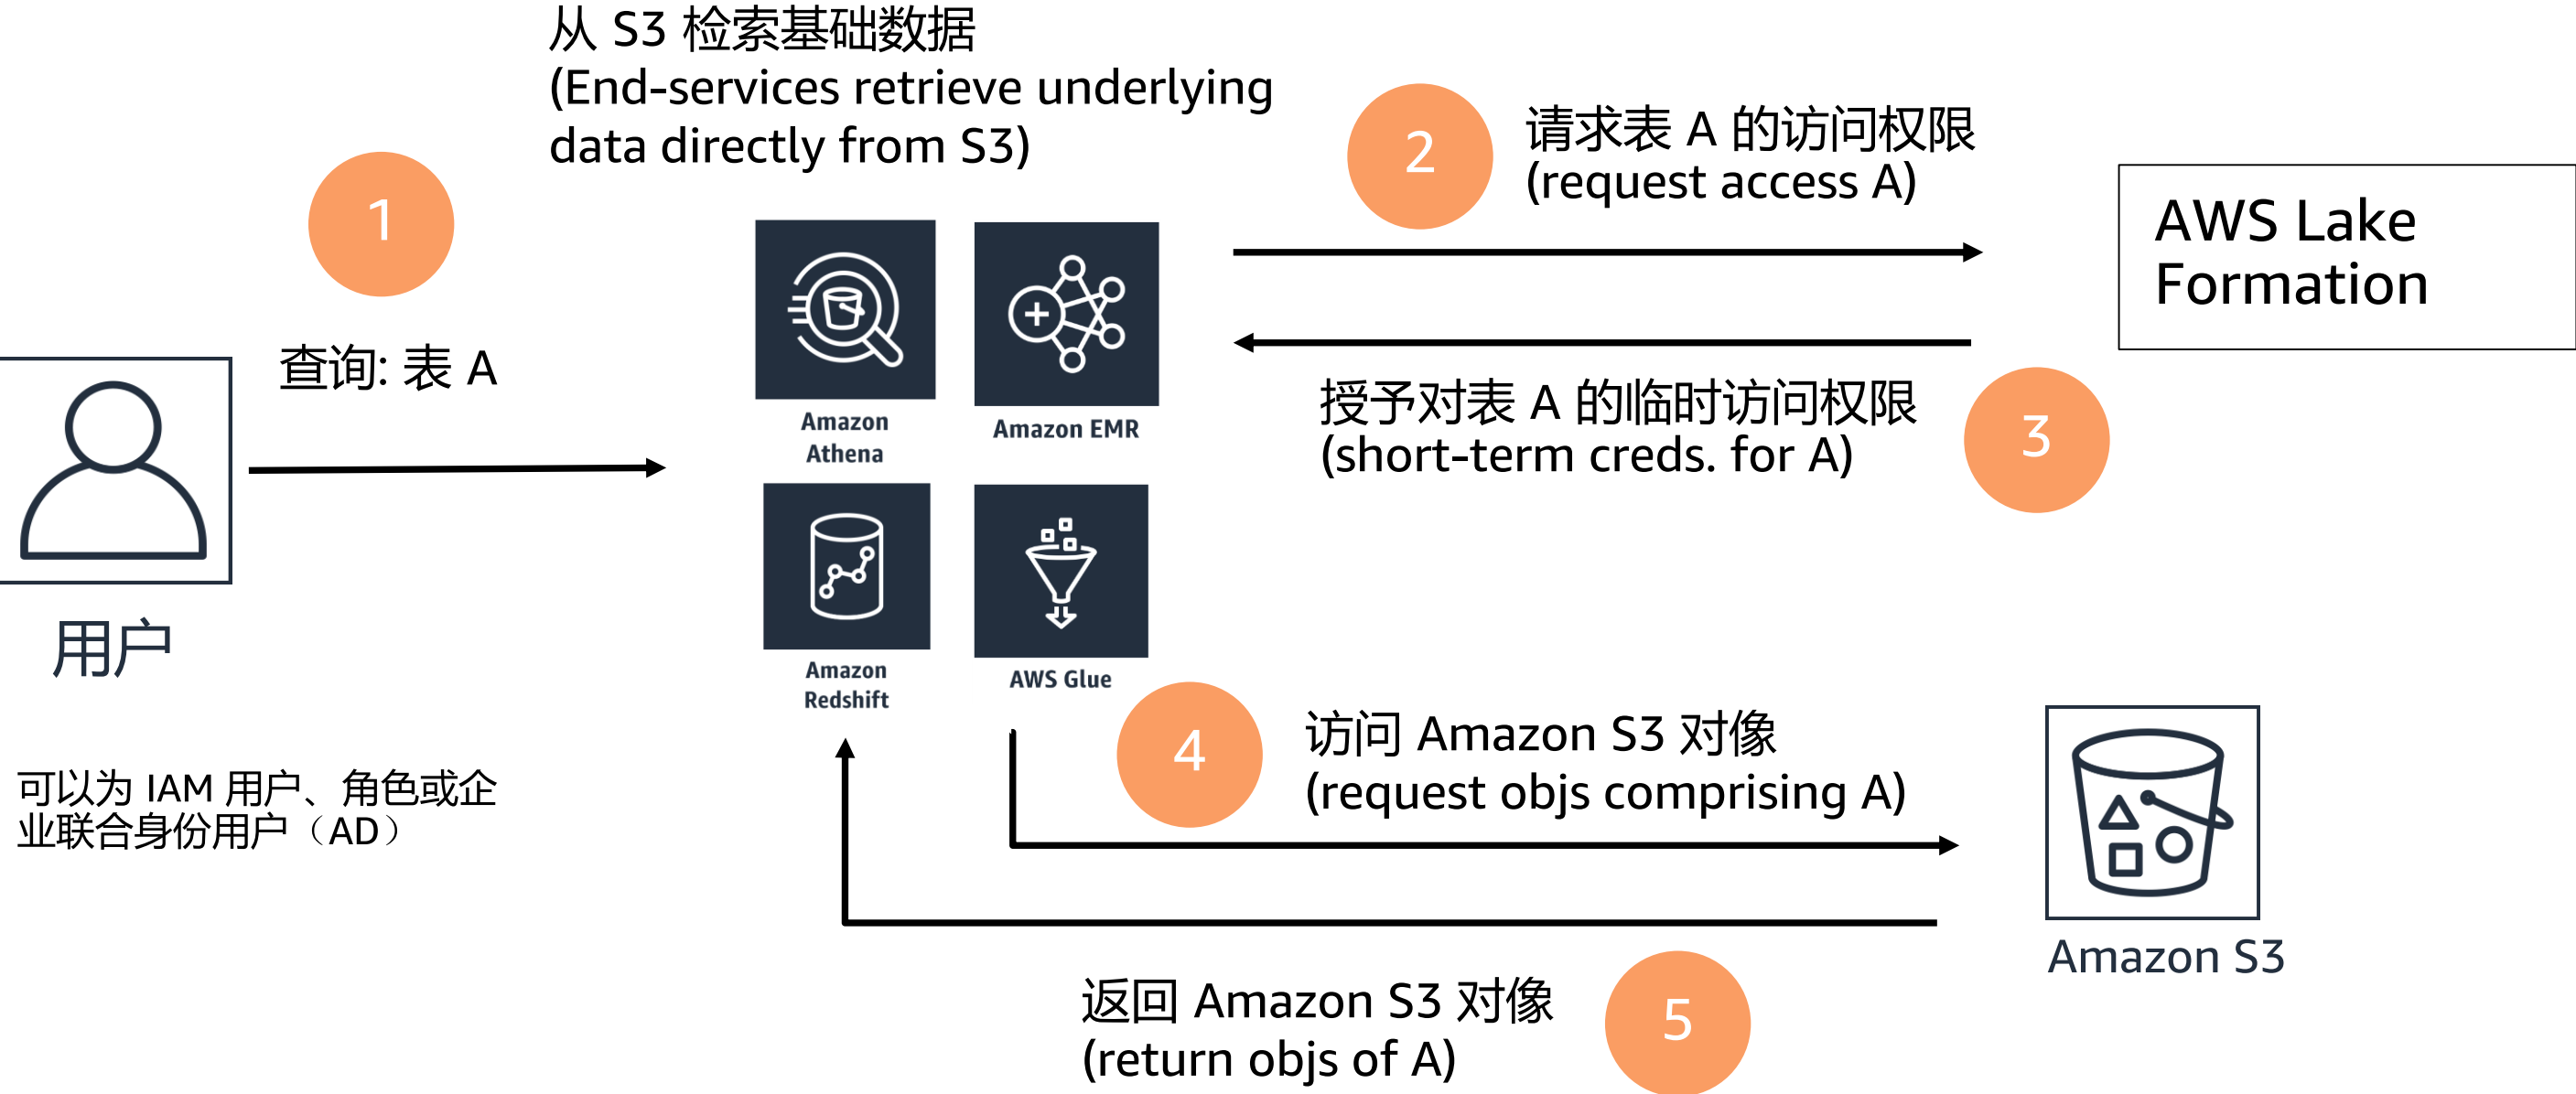 从 S3 检索基础数据
(End-services retrieve underlying
data directly from S3)
1
查询: 表 A
用户
可以为 IAM 用户、角色或企
业联合身份用户（AD）
Amazon
Athena
Amazon EMR
Amazon
Redshift
AWS Glue
2
请求表 A 的访问权限
(request access A)
AWS Lake
Formation
授予对表 A 的临时访问权限
(short-term creds. for A)
3
4
访问 Amazon S3 对像
(request objs comprising A)
Amazon S3
返回 Amazon S3 对像
(return objs of A)
5